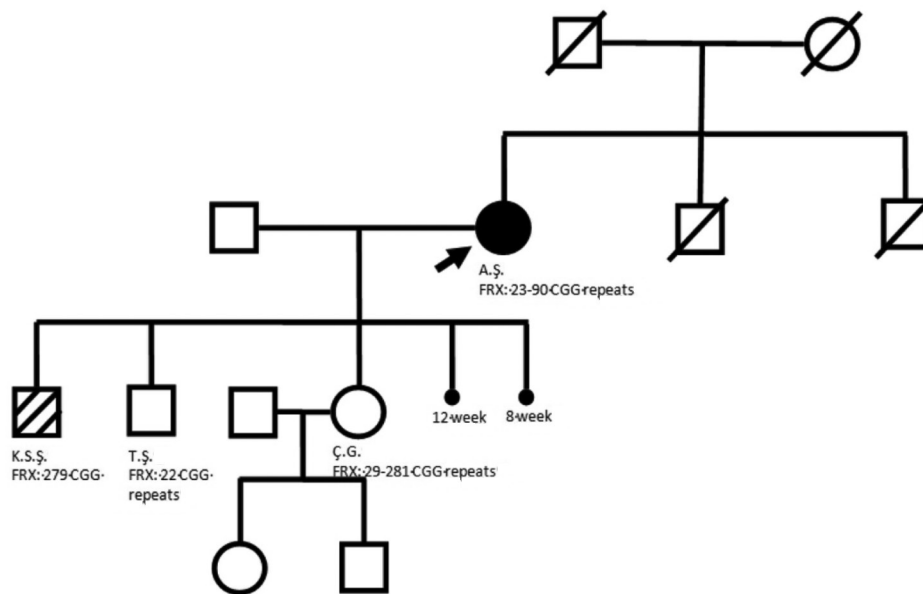 A.Ş.
FRX:·23-90·CGG·repeats
12·week
8·week
K.S.Ş.
FRX:·279·CGG·
T.Ş.
FRX:·22·CGG·
repeats
Ç.G.
FRX:·29-281·CGG·repeats